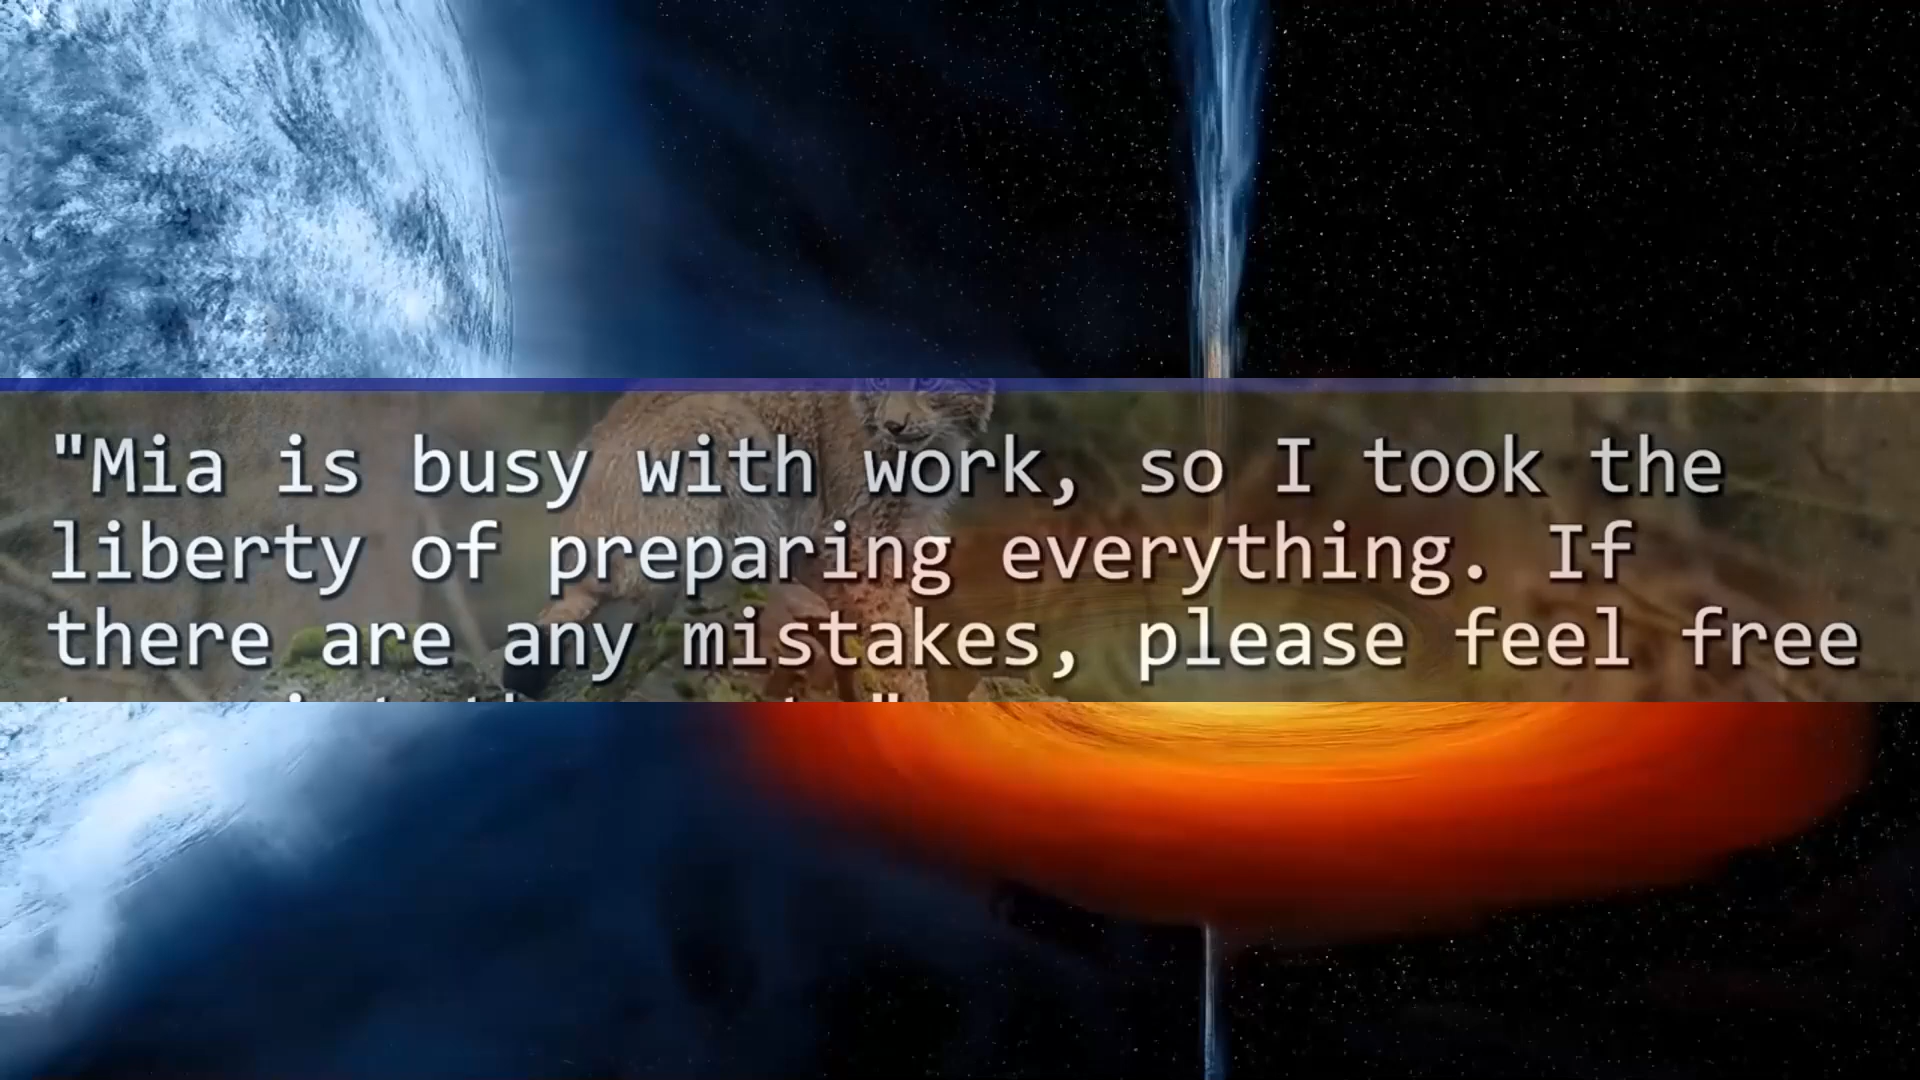 "Mia is busy with work, so I took the
liberty of preparing everything. If
there are any mistakes, please feel free